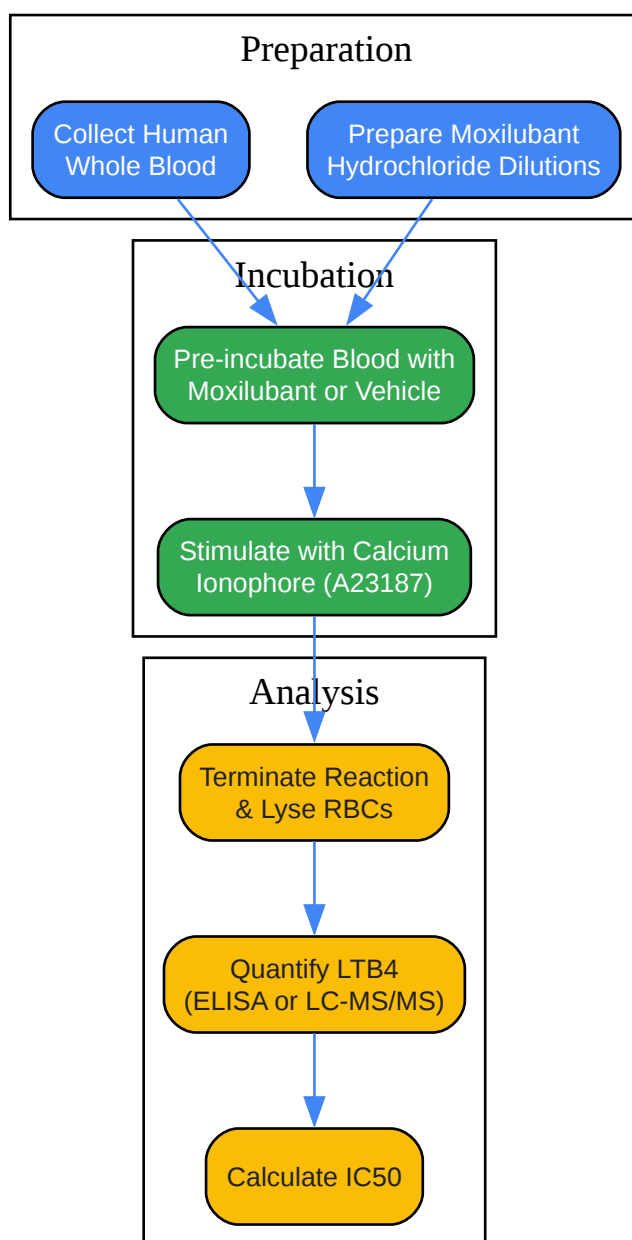 Preparation
Collect Human
Whole Blood
Prepare Moxilubant
Hydrochloride Dilutions
Incubation
Pre-incubate Blood with
Moxilubant or Vehicle
Stimulate with Calcium
Ionophore (A23187)
Analysis
Terminate Reaction
& Lyse RBCs
Quantify LTB4
(ELISA or LC-MS/MS)
Calculate IC50